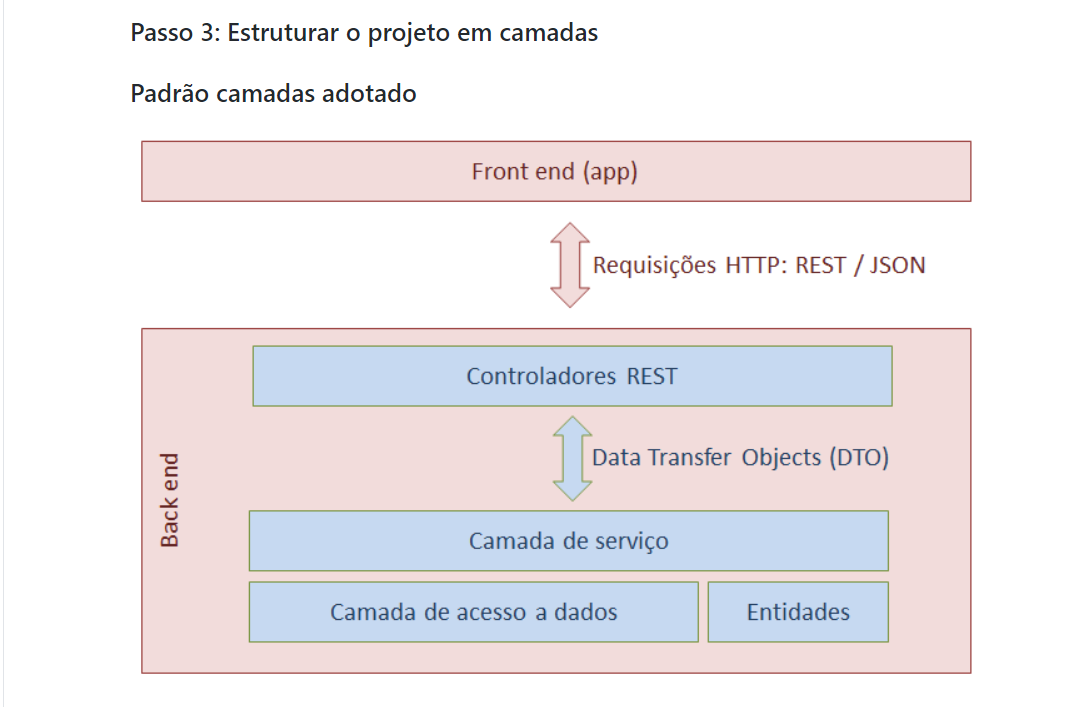 Passo 3: Estruturar o projeto em camadas
Padrão camadas adotado
Front end (app)
Requisições HTTP: REST / JSON
Back end
Controladores REST
Data Transfer Objects (DTO)
Camada de serviço
Camada de acesso a dados
Entidades